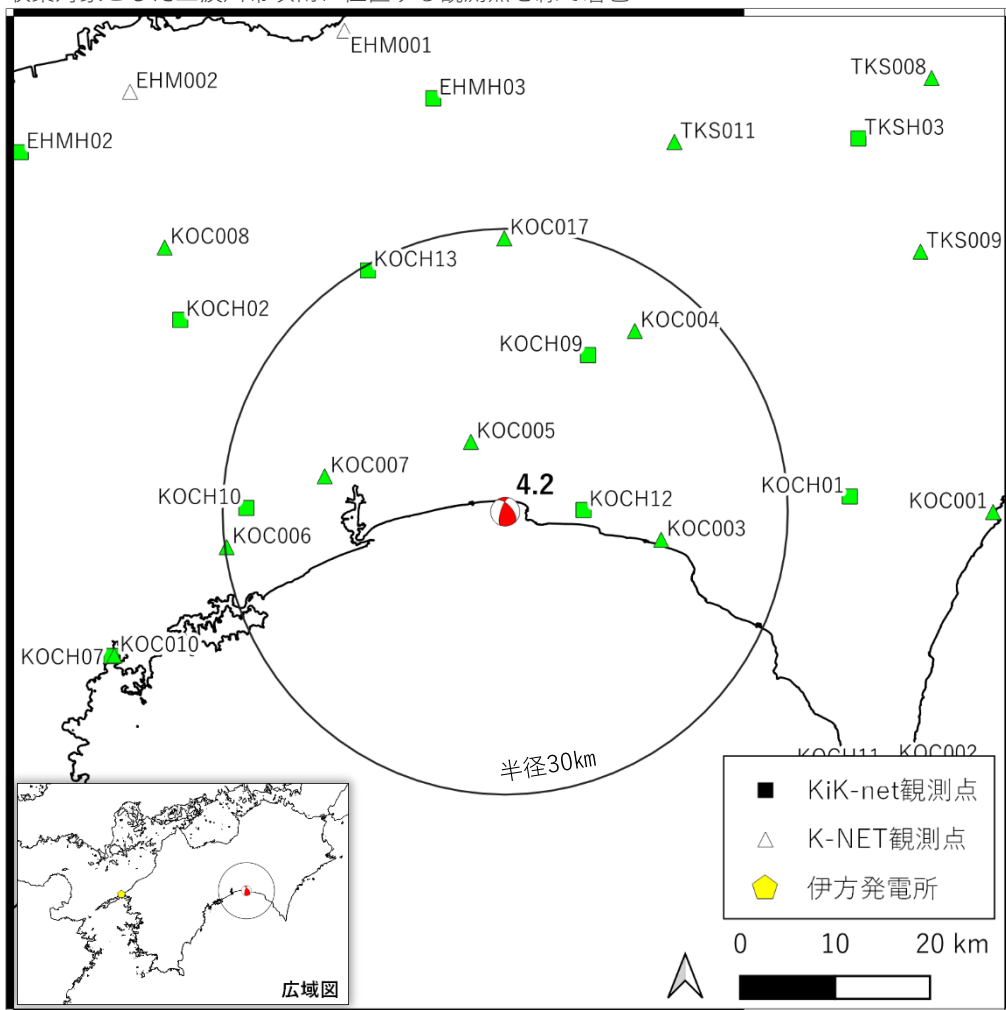 EHM001
EHM002
TKS008
EHMH03
TKS011
TKSH03
EHMH02
KOC008
KOC017
TKS009
KOCH13
KOCH02
KOC004
KOCH09
KOC005
KOC007
4.2
KOCH01
KOCH10
KOCH12
KOC001
KOC006
KOC003
KOC010
KOCH07
KOCH11
KOC002
半径30km
KiK-net観測点
K-NET観測点
伊方発電所
0 10 20 km
広域図